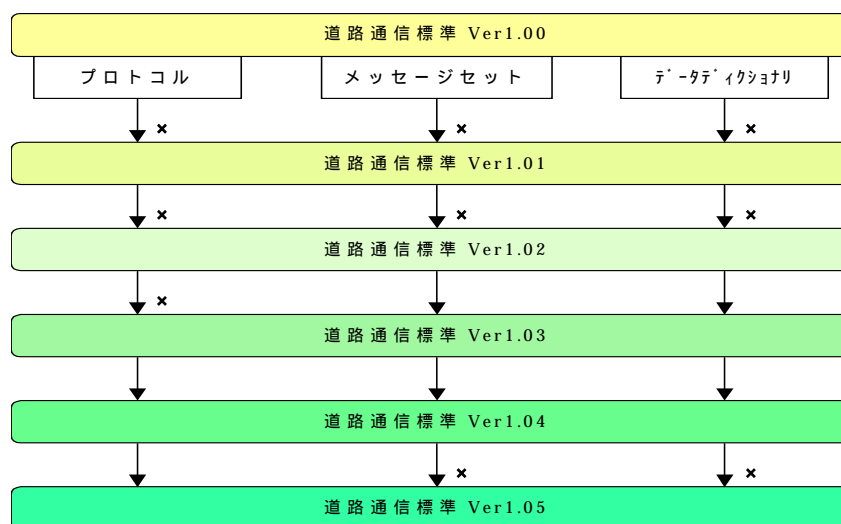 道路通信標準 Ver1.00
プロトコル
メッセージセット
ﾃﾞｰﾀﾃﾞｨｸｼｮﾅﾘ
× × ×
道路通信標準 Ver1.01
× × ×
道路通信標準 Ver1.02
×
道路通信標準 Ver1.03
道路通信標準 Ver1.04
× ×
道路通信標準 Ver1.05